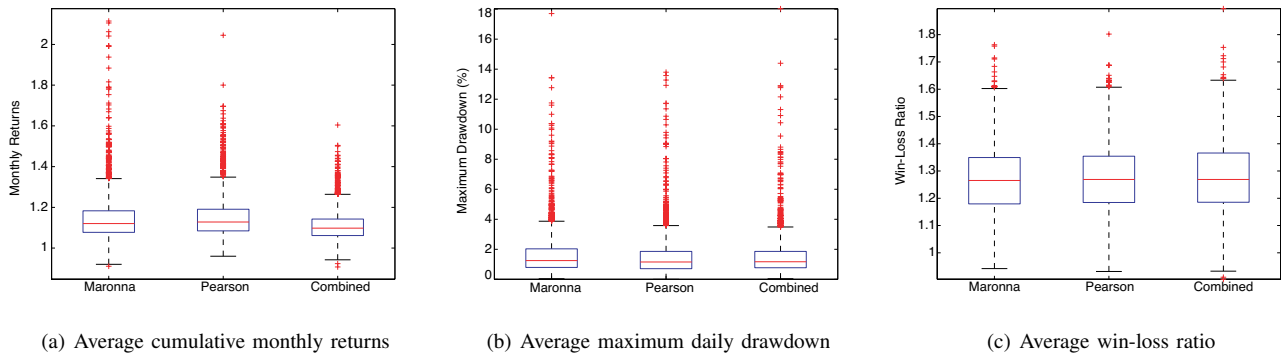 2
1.8
1.6
1.4
1.2
1
Monthly Returns
Maronna
Pearson
Combined
(a) Average cumulative monthly returns
18
16
14
12
10
8
6
4
2
0
Maximum Drawdown (%)
Maronna
Pearson
Combined
(b) Average maximum daily drawdown
1.8
1.7
1.6
1.5
1.4
1.3
1.2
1.1
1
Win-Loss Ratio
Maronna
Pearson
Combined
(c) Average win-loss ratio